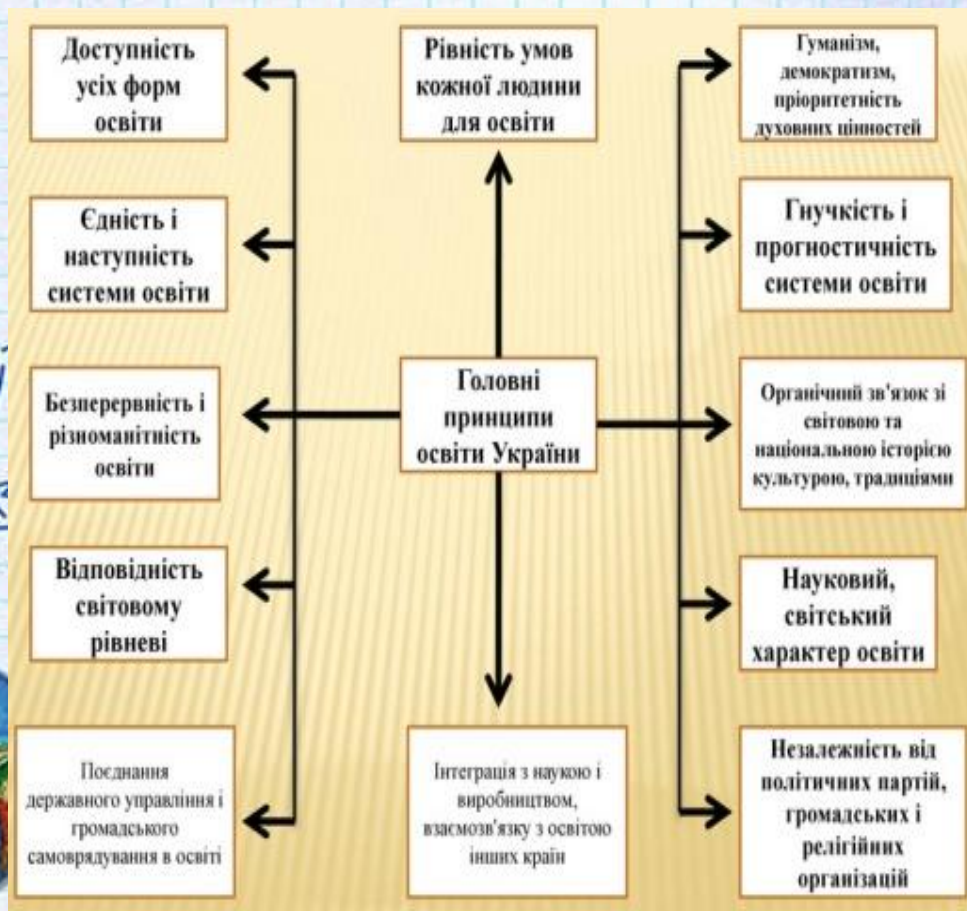 Доступність
усіх форм
освіти
Рівність умов
кожної людини
для освіти
Гуманізм,
демократизм,
пріоритетність
духовних цінностей
Єдність і
наступність
системи освіти
Гнучкість і
прогностичність
системи освіти
Безперервність і
різноманітність
освіти
Головні
принципи
освіти України
Органічний зв'язок зі
світовою та
національною історією
культурою, традиціями
Відповідність
світовому
рівневі
Науковий,
світський
характер освіти
Поєднання
державного управління і
громадського
самоврядування в освіті
Інтеграція з наукою і
виробництвом,
взаємозв'язку з освітою
інших країн
Незалежність від
політичних партій,
громадських і
релігійних
організацій